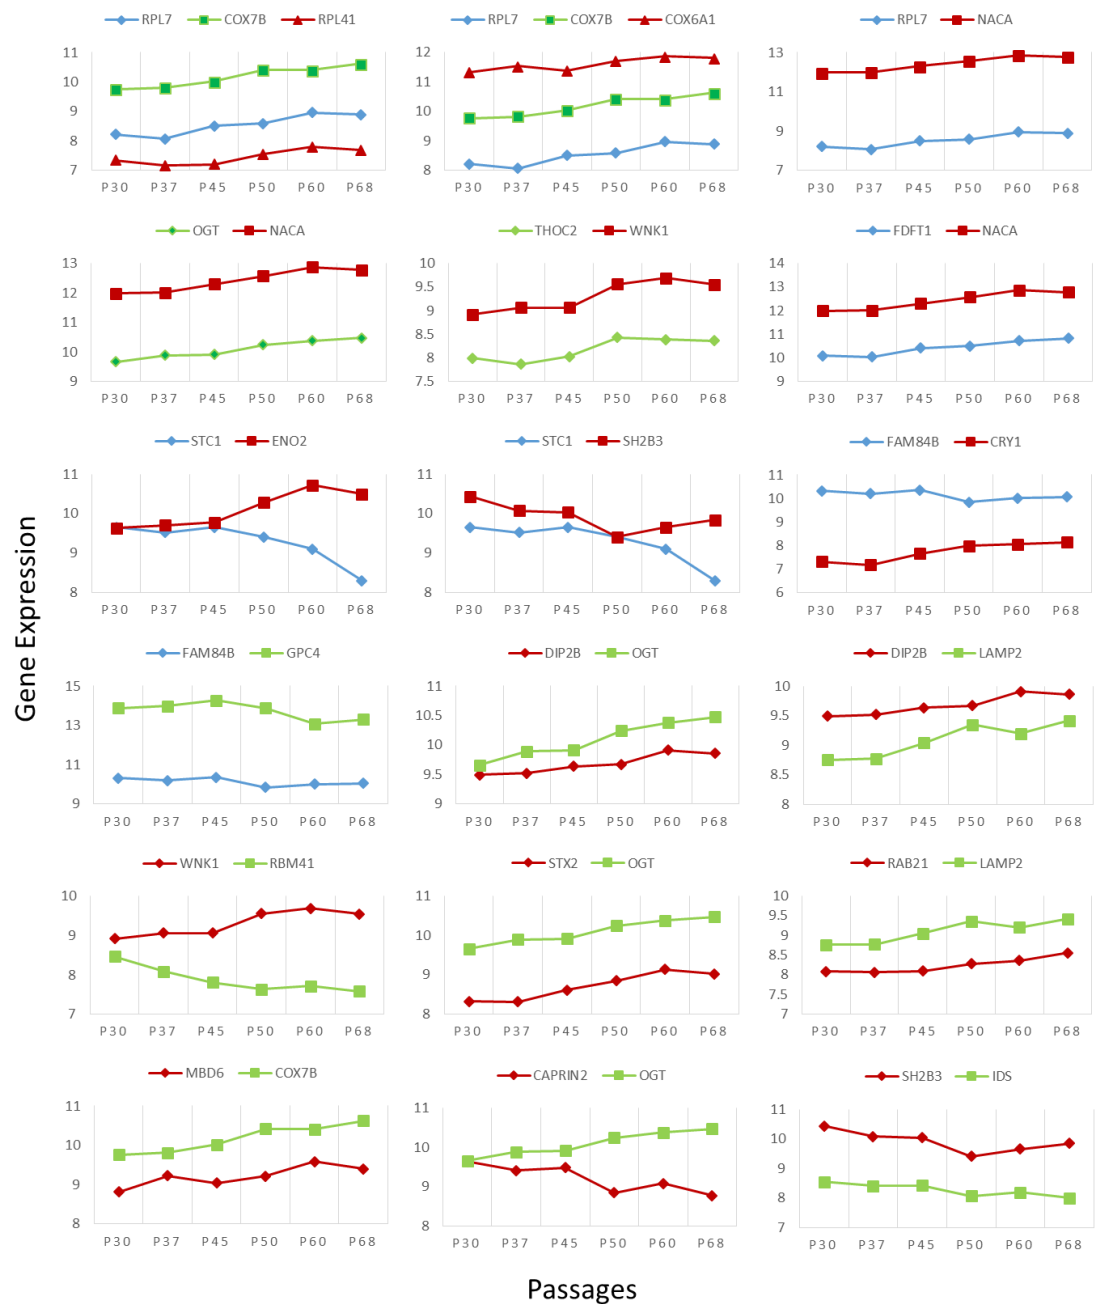 RPL7 COX7B RPL41
11
10
9
8
7
P30 P37 P45 P50 P60 P68
RPL7 COX7B COX6A1
12
11
10
9
8
P30 P37 P45 P50 P60 P68
RPL7 NACA
13
11
9
7
P30 P37 P45 P50 P60 P68
OGT NACA
13
12
11
10
9
P30 P37 P45 P50 P60 P68
THOC2 WNK1
10
9.5
9
8.5
8
7.5
P30 P37 P45 P50 P60 P68
FDFT1 NACA
14
13
12
11
10
9
P30 P37 P45 P50 P60 P68
STC1 ENO2
11
10
9
8
P30 P37 P45 P50 P60 P68
STC1 SH2B3
11
10
9
8
P30 P37 P45 P50 P60 P68
FAM84B CRY1
11
10
9
8
7
6
P30 P37 P45 P50 P60 P68
Gene Expression
FAM84B GPC4
15
13
11
9
P30 P37 P45 P50 P60 P68
DIP2B OGT
11
10.5
10
9.5
9
P30 P37 P45 P50 P60 P68
DIP2B LAMP2
10
9.5
9
8.5
8
P30 P37 P45 P50 P60 P68
WNK1 RBM41
10
9
8
7
P30 P37 P45 P50 P60 P68
STX2 OGT
11
10
9
8
P30 P37 P45 P50 P60 P68
RAB21 LAMP2
10
9.5
9
8.5
8
7.5
7
P30 P37 P45 P50 P60 P68
MBD6 COX7B
11
10
9
8
P30 P37 P45 P50 P60 P68
CAPRIN2 OGT
11
10
9
8
P30 P37 P45 P50 P60 P68
SH2B3 IDS
11
10
9
8
7
P30 P37 P45 P50 P60 P68
Passages